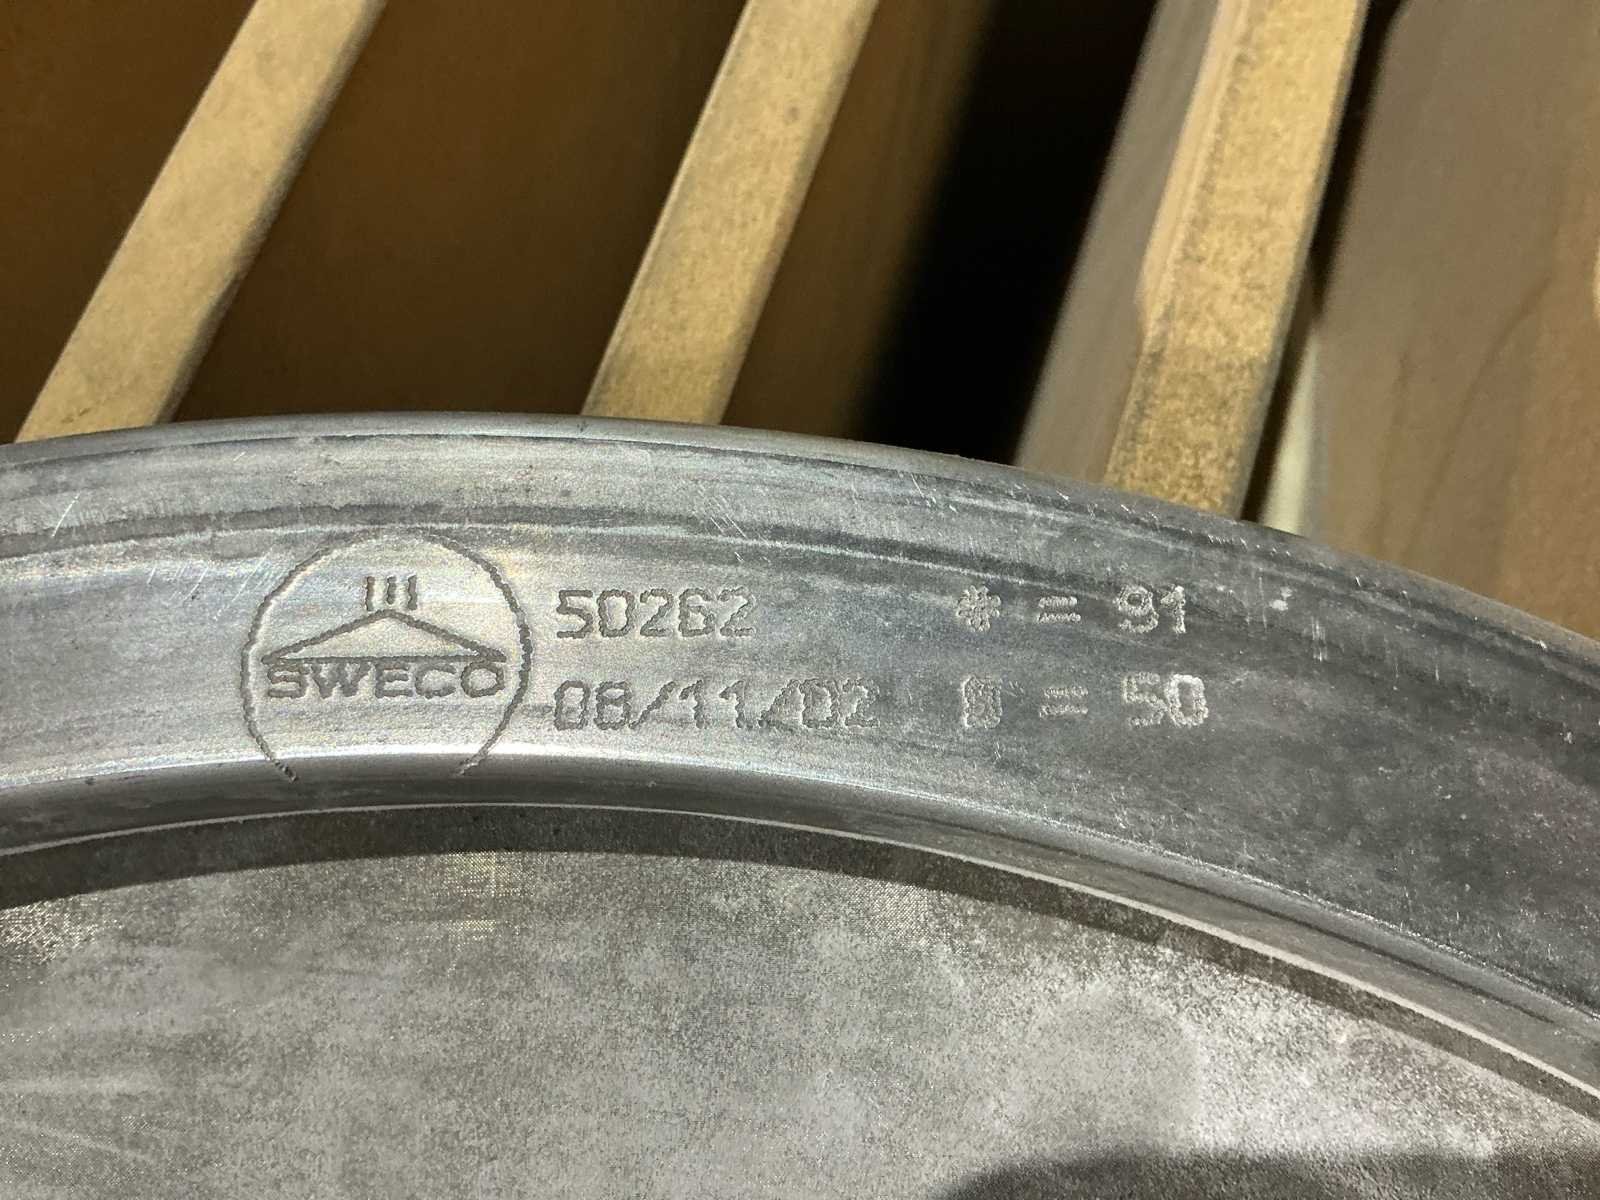 SWECO
50262 * = 91
08/11/02 = 50